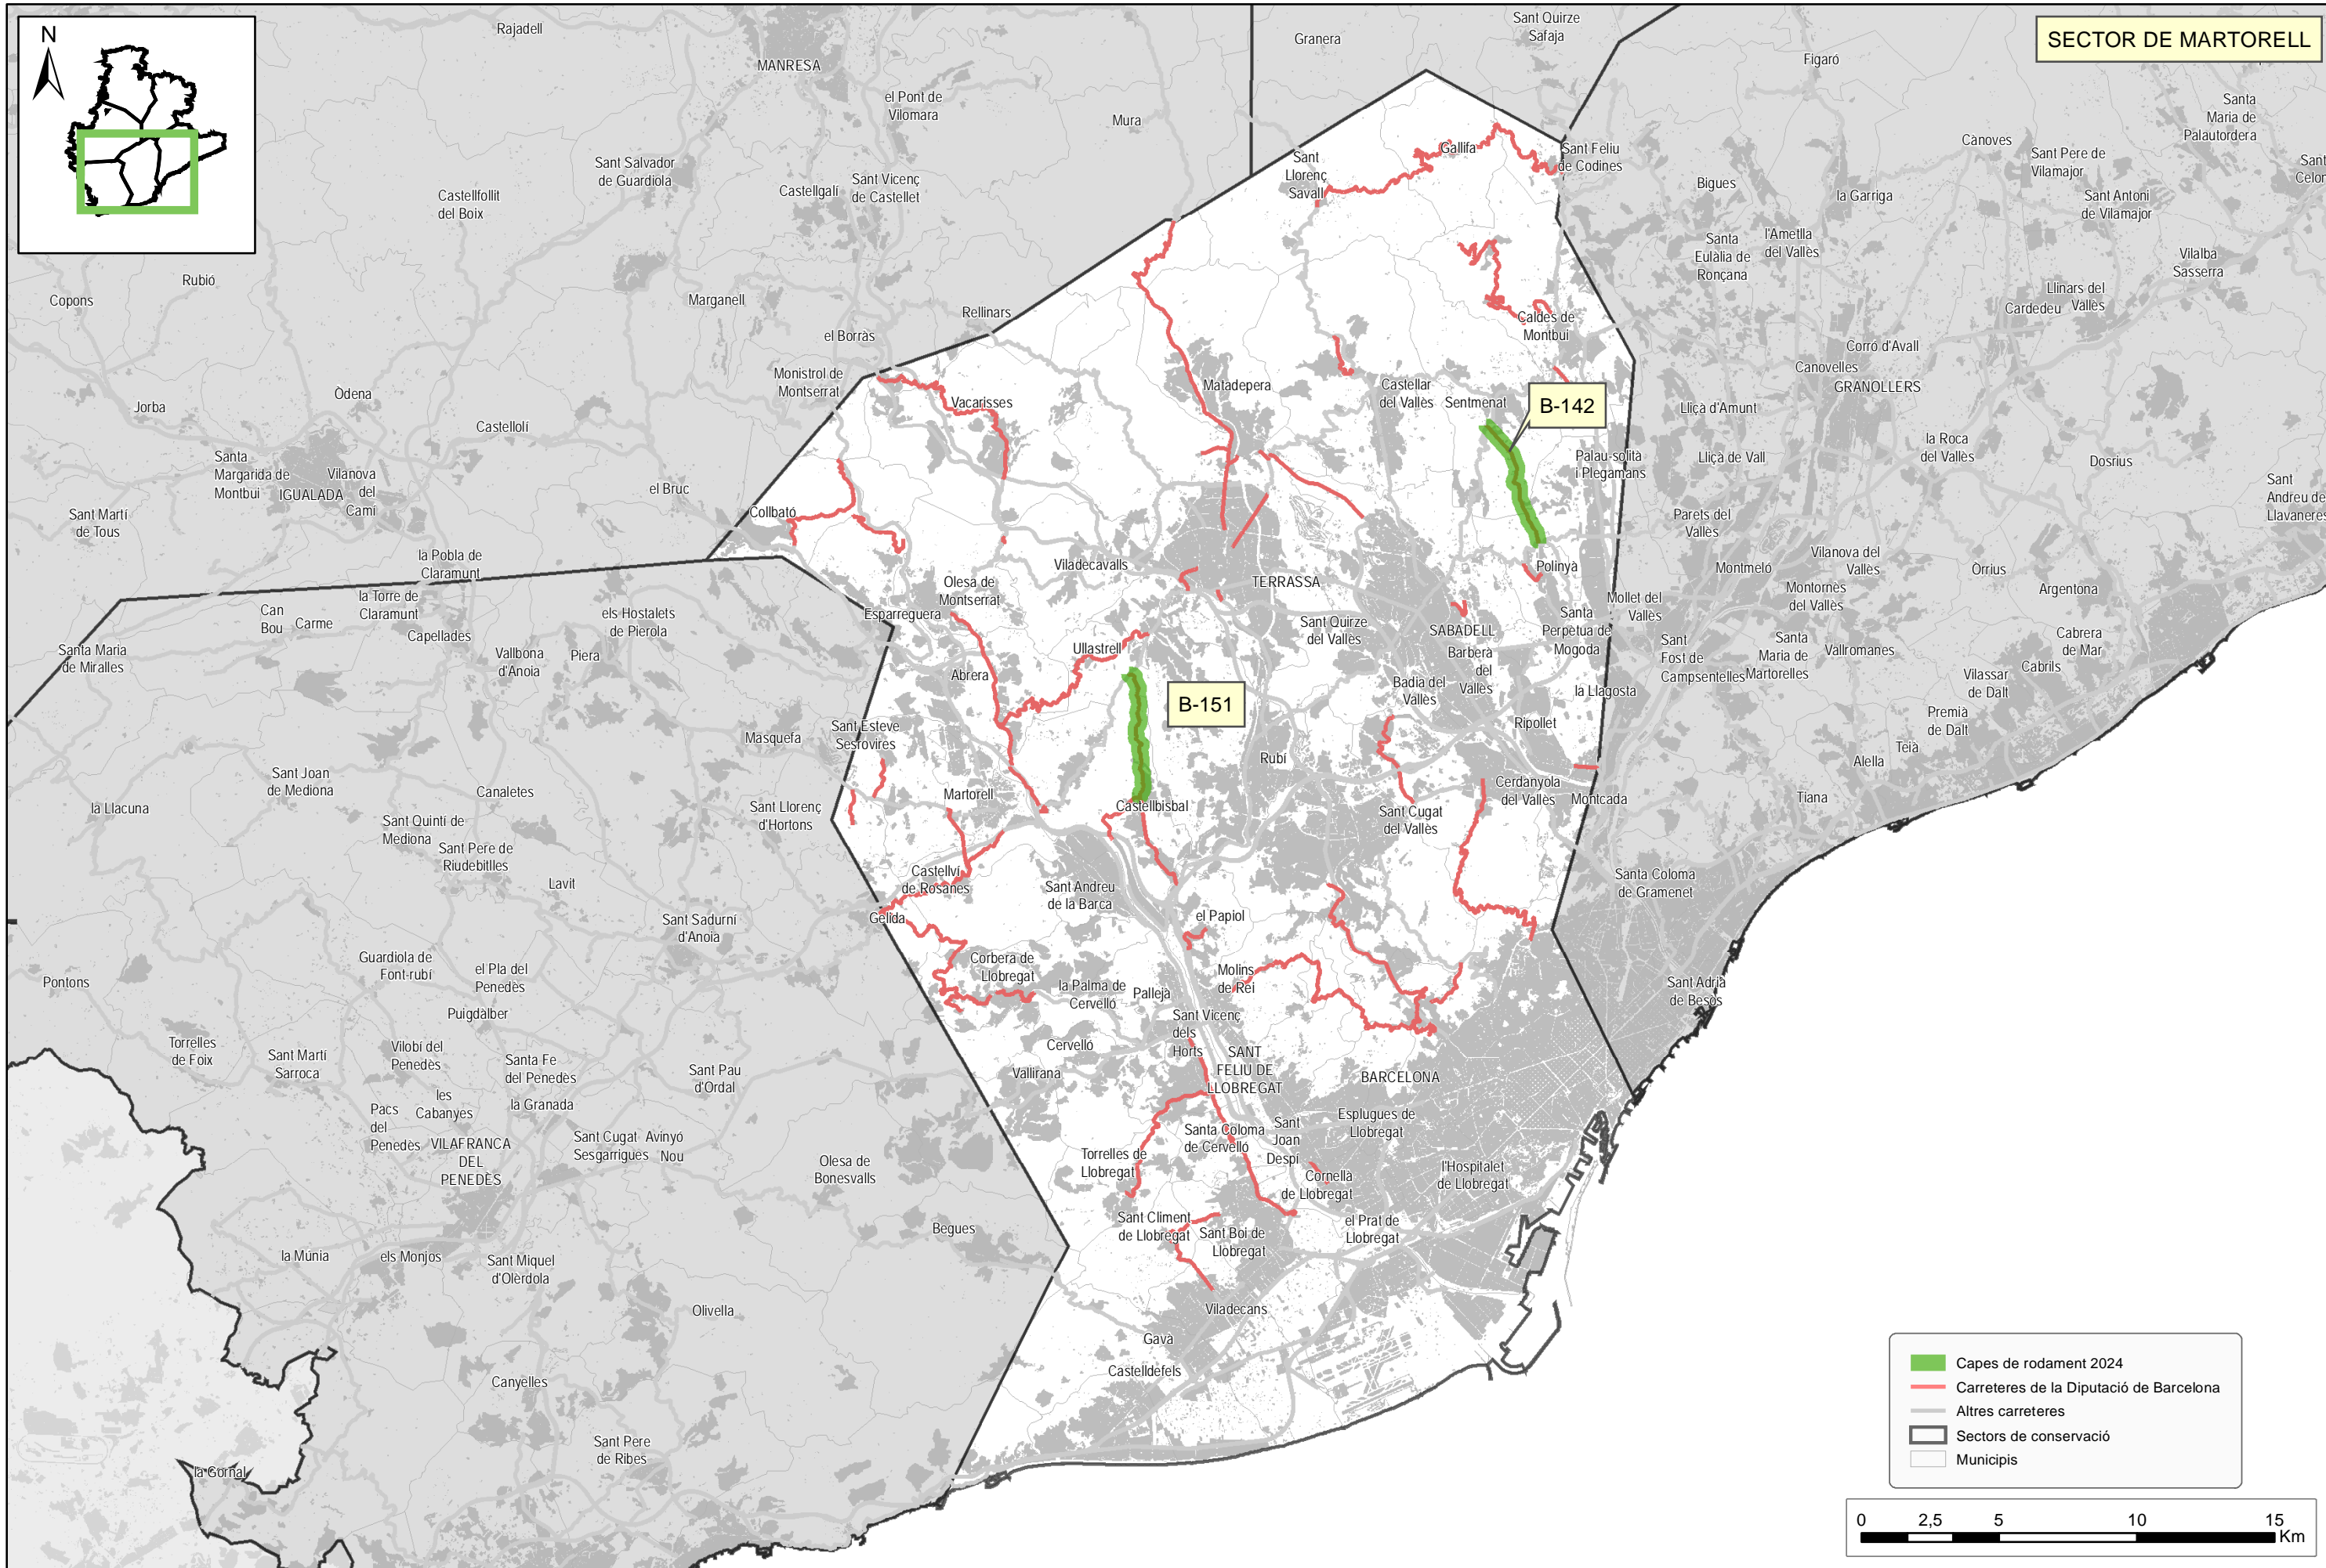 SECTOR DE MARTORELL
N
Rajadell
MANRESA
Granera
Sant Quirze
Safaja
Figaró
el Pont de
Vilomara
Mura
Santa
Maria de
Palautordera
Cànoves
Sant Pere de
Vilamajor
Sant Salvador
de Guardiola
Castellgalí
Sant Vicenç
de Castellet
Castellfollit
del Boix
Sant
Llorenç
Savall
Gallifa
Sant Feliu
de Codines
Bigues
la Garriga
Sant Antoni
de Vilamajor
Santa
Eulàlia de
Ronçana
l'Ametlla
del Vallès
Vilalba
Sasserra
Rubió
Copons
Marganell
Rellinars
el Borràs
Caldes de
Montbui
Llinars del
Vallès
Cardedeu
Corró d'Avall
Canovelles
GRANOLLERS
Monistrol de
Montserrat
Vacarisses
Matadepera
Castellar
del Vallès
Sentmenat
B-142
Lliçà d'Amunt
Òdena
Jorba
Castellolí
Santa
Margarida de
Montbui
IGUALADA
Vilanova
del
Camí
el Bruc
Collbató
Palau-solità
i Plegamans
Lliçà de Vall
la Roca
del Vallès
Dosrius
Sant
Andreu de
Llavaneres
Sant Martí
de Tous
Parets del
Vallès
la Pobla de
Claramunt
Viladecavalls
TERRASSA
Polinyà
Montmeló
Vilanova del
Vallès
Òrrius
Argentona
la Torre de
Claramunt
Can
Bou
Carme
Capellades
els Hostalets
de Pierola
Esparreguera
Olesa de
Montserrat
Sant Quirze
del Vallès
SABADELL
Santa
Perpètua de
Mogoda
Mollet del
Vallès
Montornès
del Vallès
Santa Maria
de Miralles
Vallbona
d'Anoia
Piera
Abrera
Ullastrell
Barberà
del
Vallès
Sant
Fost de
Campsentelles
Santa
Maria de
Martorelles
Vallromanes
Cabrera
de Mar
Cabrils
Vilassar
de Dalt
B-151
Badia del
Vallès
la Llagosta
Premià
de Dalt
Teià
Alella
Sant Esteve
Sesrovires
Masquefa
Rubí
Ripollet
Sant Joan
de Mediona
la Llacuna
Canaletes
Sant Llorenç
d'Hortons
Martorell
Castellbisbal
Cerdanyola
del Vallès
Montcada
Tiana
Sant Cugat
del Vallès
Sant Quintí de
Mediona
Sant Pere de
Riudebitlles
Lavit
Castellví
de Rosanes
Sant Andreu
de la Barca
Santa Coloma
de Gramenet
Sant Sadurní
d'Anoia
Gelida
el Papiol
Guardiola de
Font-rubí
el Pla del
Penedès
Corbera de
Llobregat
la Palma de
Cervelló
Pallejà
Molins
de Rei
Sant Adrià
de Besòs
Pontons
Puigdàlber
Sant Vicenç
dels
Horts
Torrelles
de Foix
Sant Martí
Sarroca
Vilobí del
Penedès
Santa Fe
del Penedès
Sant Pau
d'Ordal
Cervelló
Vallirana
SANT
FELIU DE
LLOBREGAT
BARCELONA
les
Cabanyes
la Granada
Pacs
del
Penedès
VILAFRANCA
DEL
PENEDÈS
Sant Cugat
Sesgarrigues
Avinyó
Nou
Olesa de
Bonesvalls
Torrelles de
Llobregat
Santa Coloma
de Cervelló
Sant
Joan
Despí
Esplugues de
Llobregat
Cornellà
de Llobregat
l'Hospitalet
de Llobregat
Begues
Sant Climent
de Llobregat
Sant Boi de
Llobregat
el Prat de
Llobregat
la Múnia
els Monjos
Sant Miquel
d'Olèrdola
Olivella
Viladecans
Gavà
Castelldefels
Canyelles
Sant Pere
de Ribes
la Gornal
Capes de rodament 2024
Carreteres de la Diputació de Barcelona
Altres carreteres
Sectors de conservació
Municipis
0 2,5 5 10 15
Km